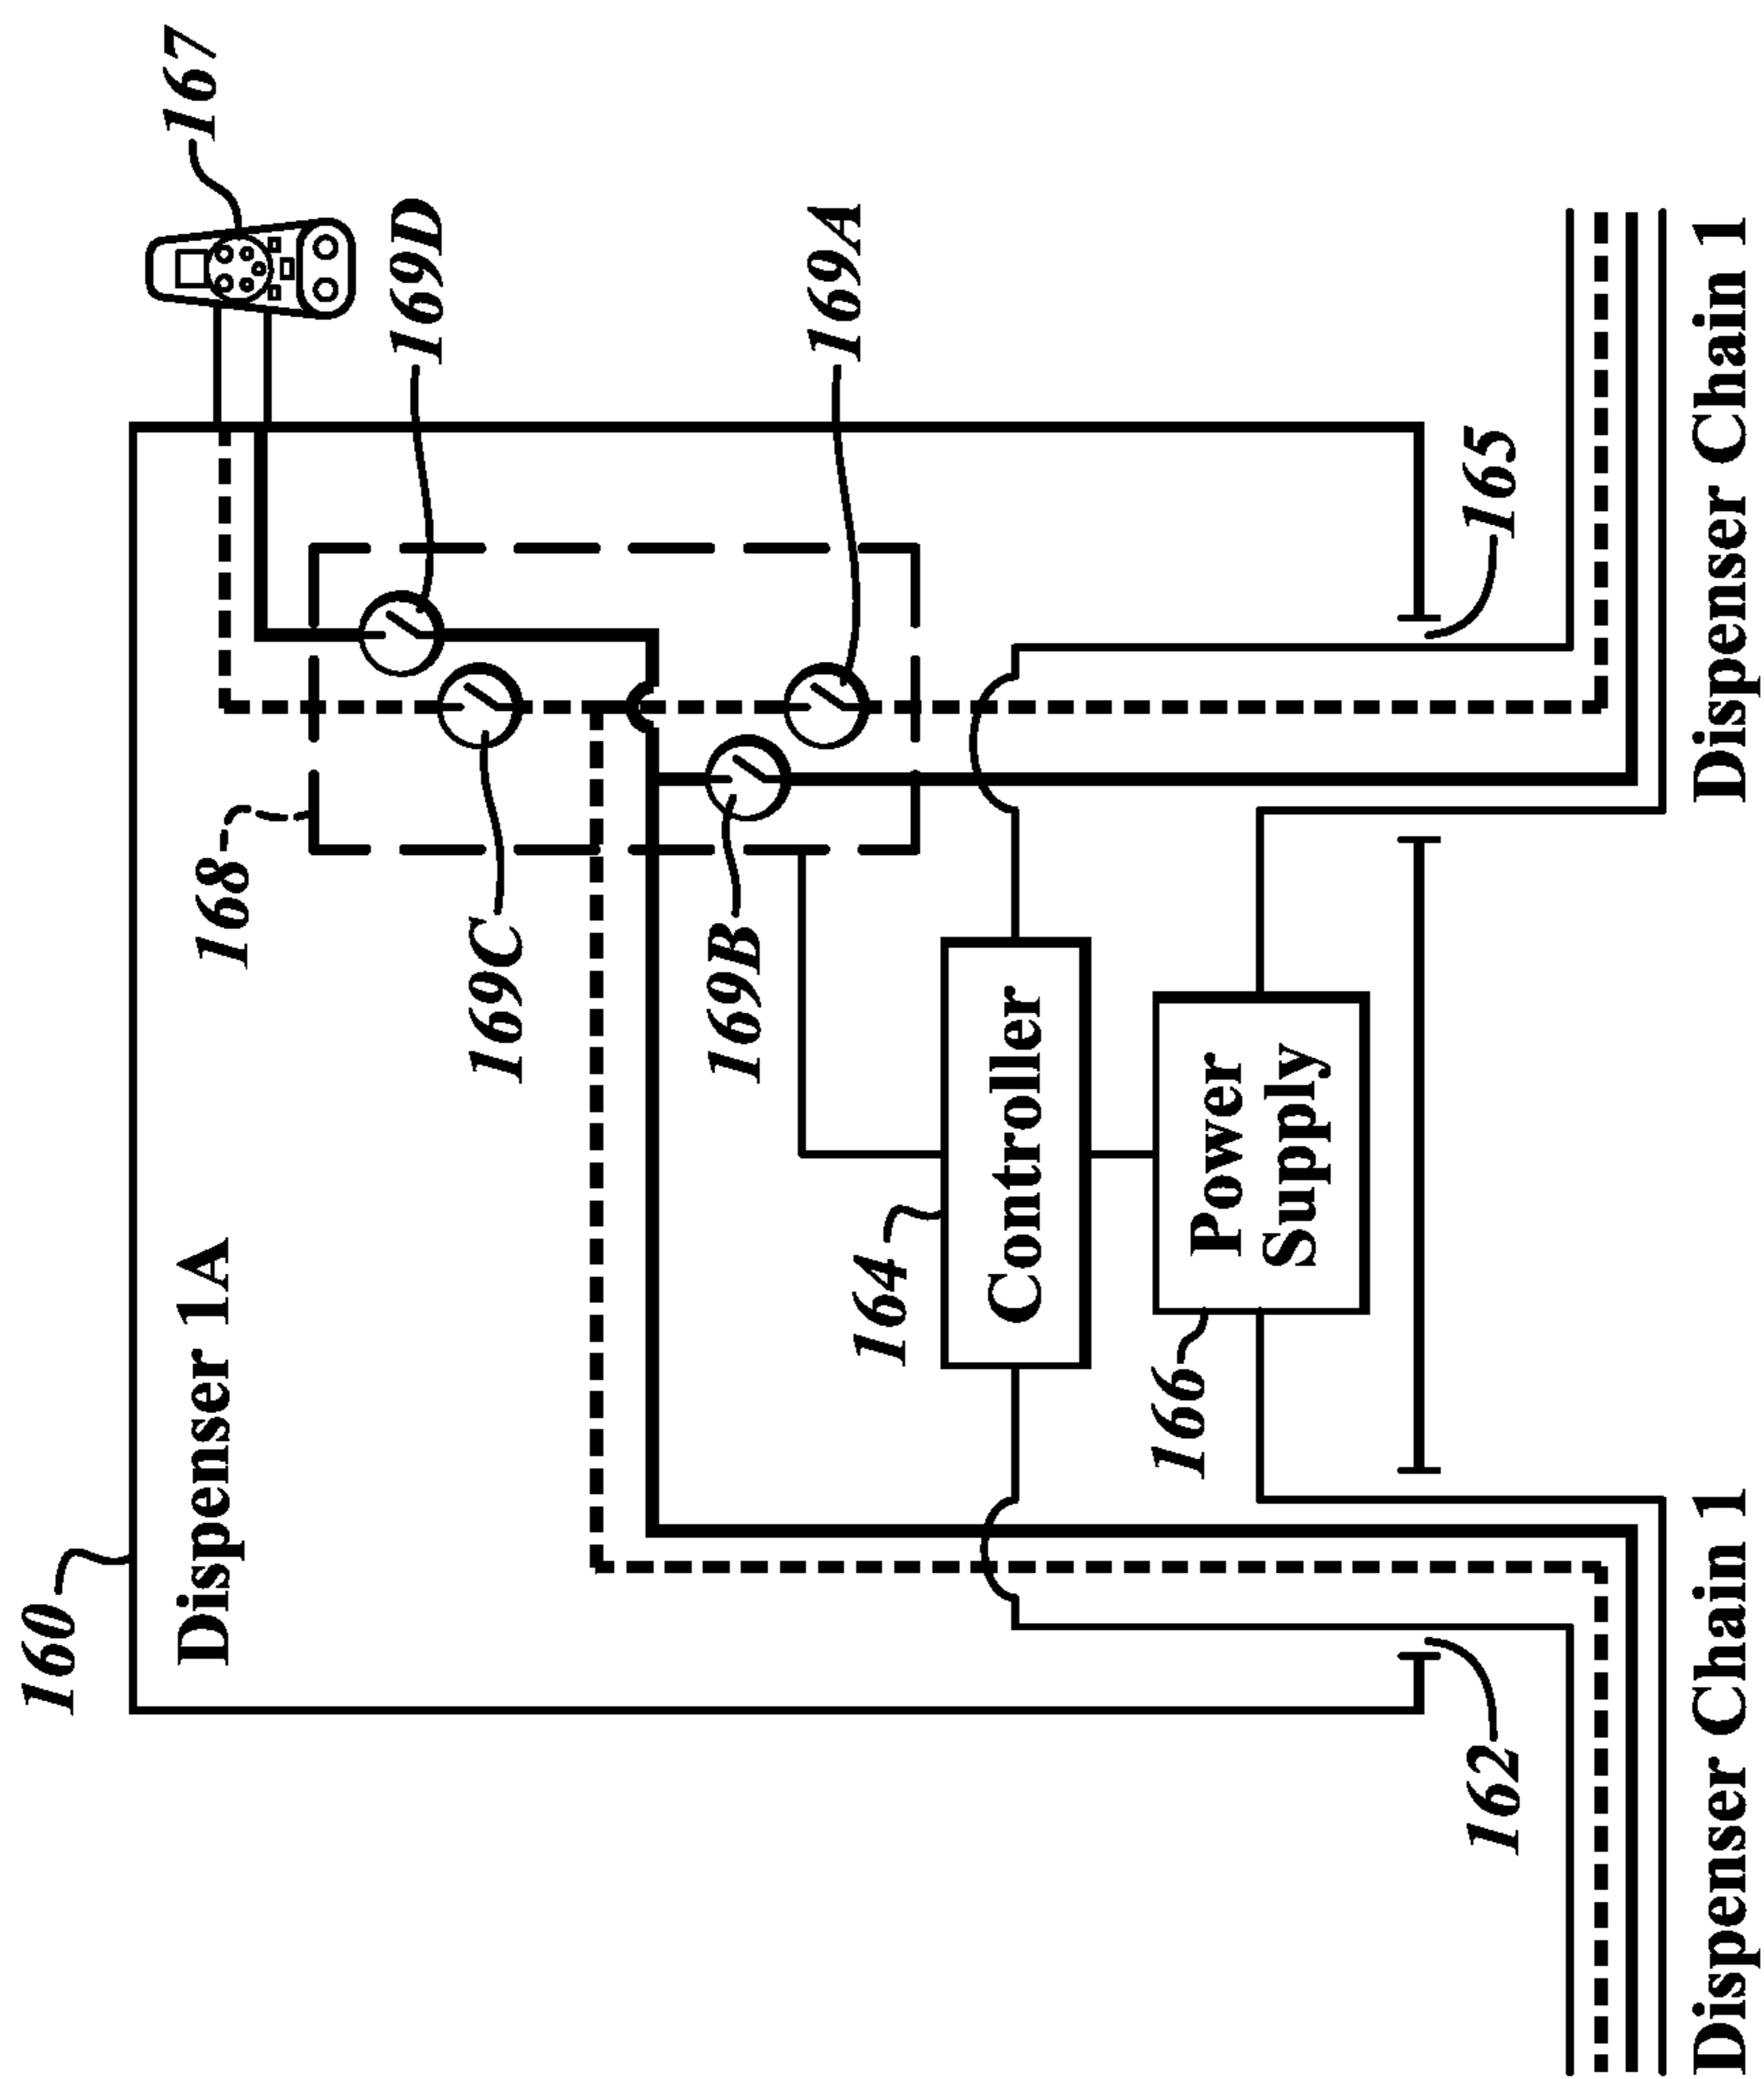 160
Dispenser 1A
168
167
169D
169C
169A
169B
164
Controller
166
Power
Supply
162
165
Dispenser Chain 1
Dispenser Chain 1